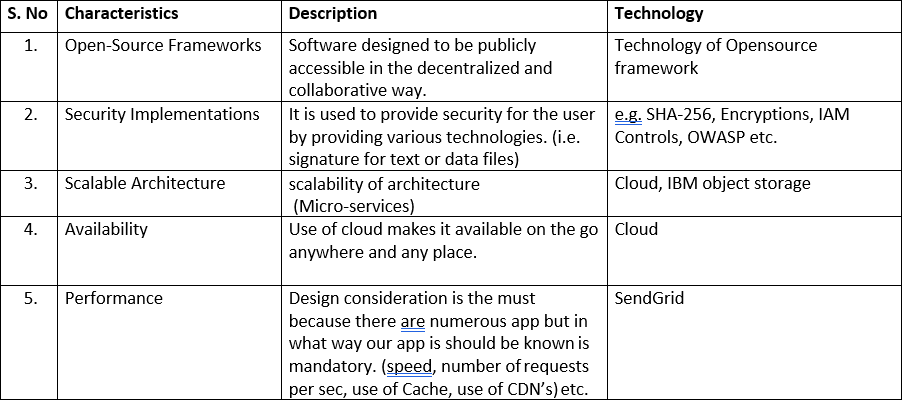 S. No Characteristics Description Technology
1. Open-Source Frameworks Software designed to be publicly accessible in the decentralized and collaborative way. Technology of Opensource framework
2. Security Implementations It is used to provide security for the user by providing various technologies. (i.e. signature for text or data files) e.g. SHA-256, Encryptions, IAM Controls, OWASP etc.
3. Scalable Architecture scalability of architecture (Micro-services) Cloud, IBM object storage
4. Availability Use of cloud makes it available on the go anywhere and any place. Cloud
5. Performance Design consideration is the must because there are numerous app but in what way our app is should be known is mandatory. (speed, number of requests per sec, use of Cache, use of CDN’s) etc. SendGrid